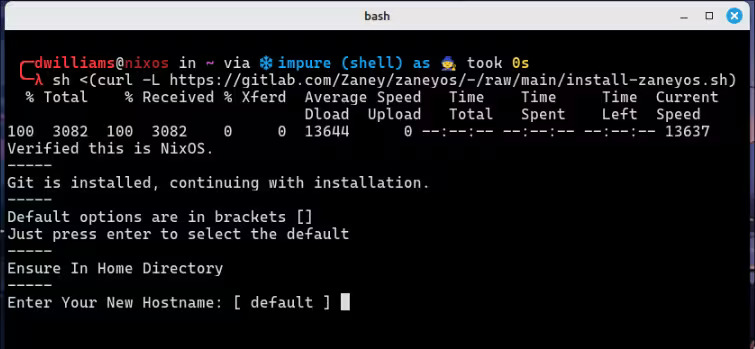 bash
dwilliams@nixos in ~ via ❄️ impure (shell) as 🧙 took 0s
λ sh <(curl -L https://gitlab.com/Zaney/zaneyos/-/raw/main/install-zaneyos.sh)
% Total    % Received % Xferd  Average Speed   Time    Time     Time  Current
Dload  Upload   Total   Spent    Left  Speed
100  3082  100  3082    0     0  13644      0 --:--:-- --:--:-- --:--:-- 13637
Verified this is NixOS.
-----
Git is installed, continuing with installation.
-----
Default options are in brackets []
Just press enter to select the default
-----
Ensure In Home Directory
-----
Enter Your New Hostname: [ default ]